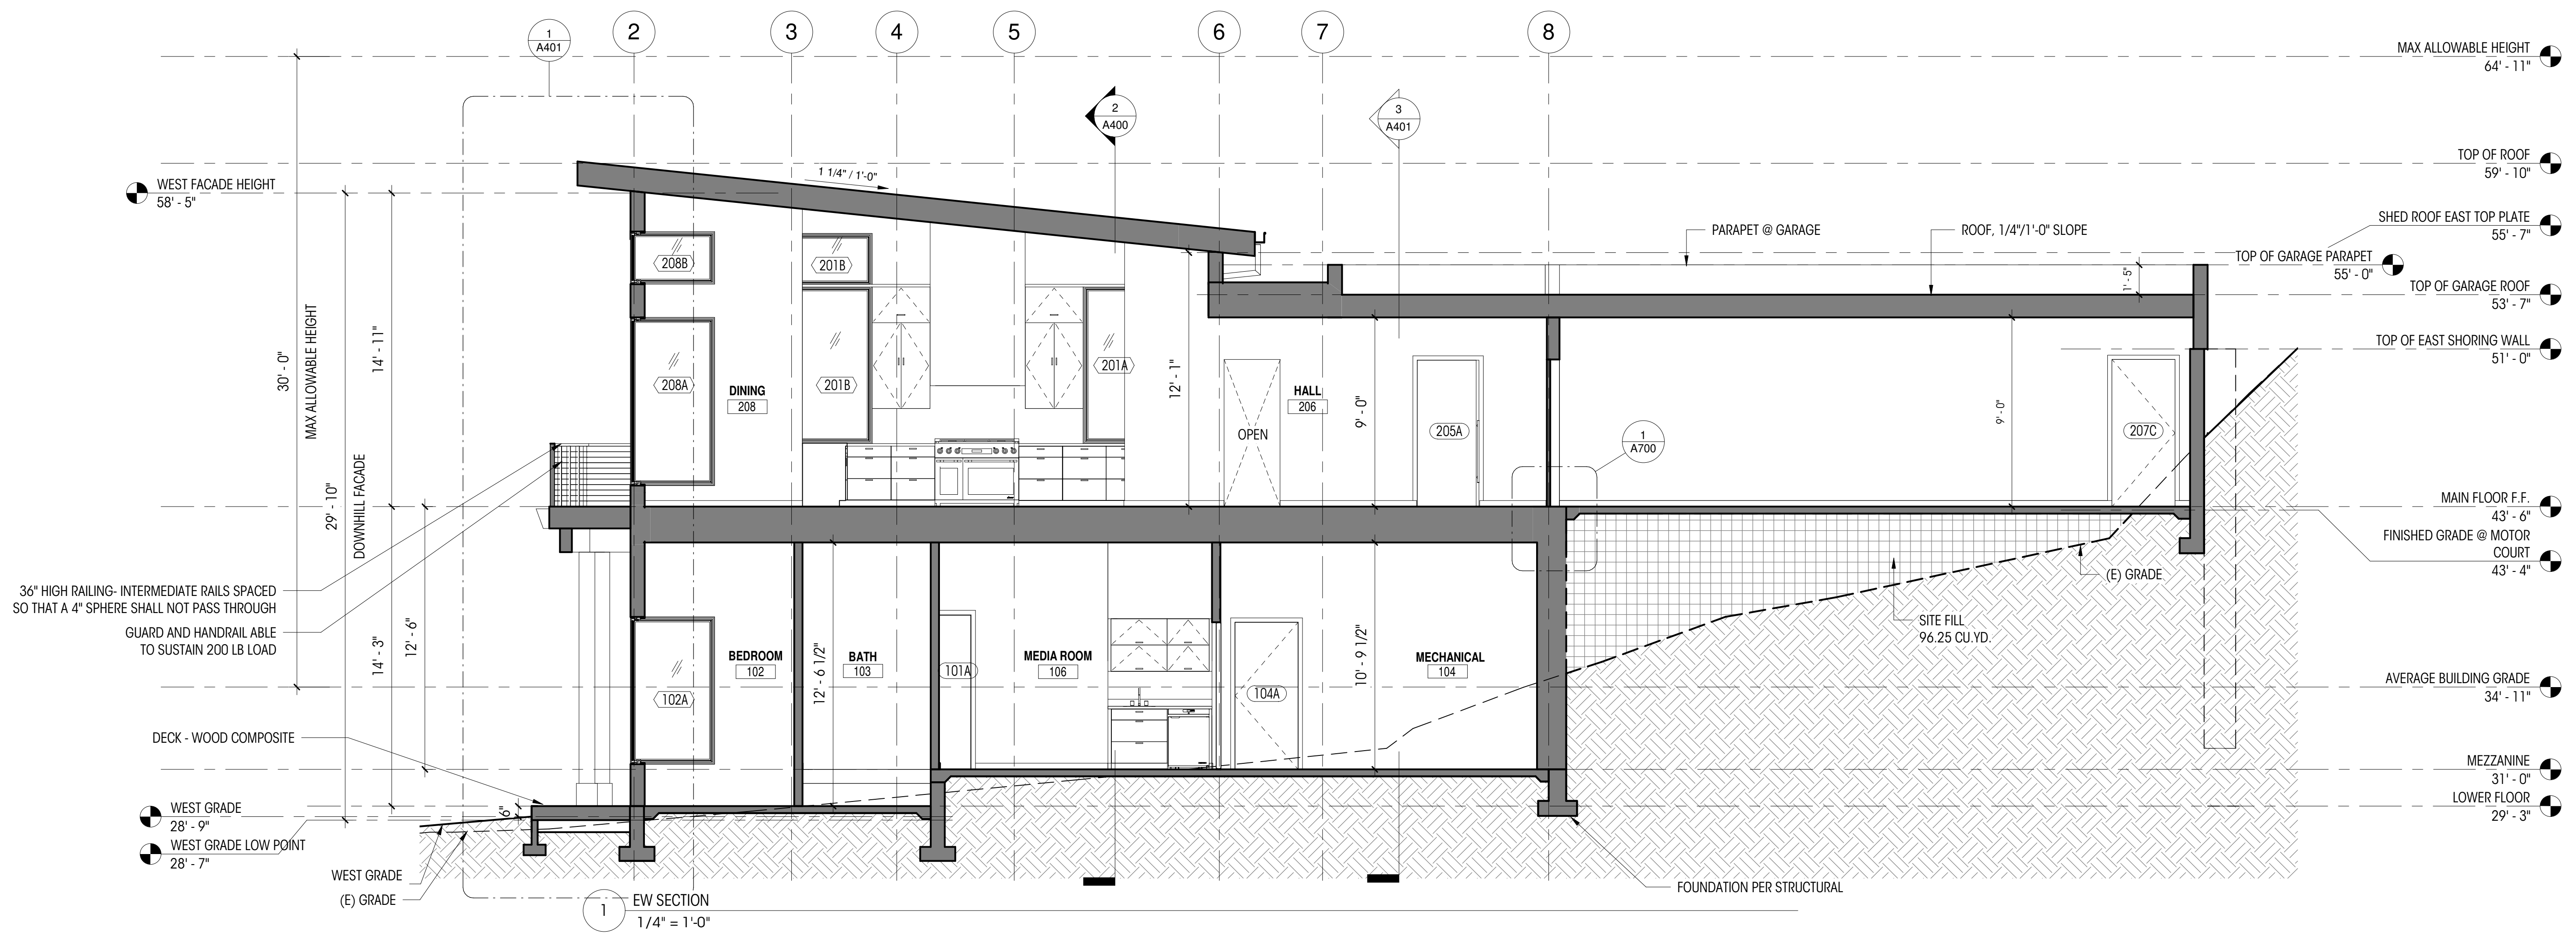 1
A401
2
3
4
5
6
7
8
MAX ALLOWABLE HEIGHT
64' - 11"
2
A400
3
A401
TOP OF ROOF
59' - 10"
WEST FACADE HEIGHT
58' - 5"
1 1/4" / 1'-0"
SHED ROOF EAST TOP PLATE
55' - 7"
PARAPET @ GARAGE
ROOF, 1/4"/1'-0" SLOPE
TOP OF GARAGE PARAPET
55' - 0"
208B
201B
1' - 5"
TOP OF GARAGE ROOF
53' - 7"
30' - 0"
MAX ALLOWABLE HEIGHT
14' - 11"
TOP OF EAST SHORING WALL
51' - 0"
208A
DINING
208
201B
201A
12' - 1"
HALL
206
9' - 0"
9' - 0"
OPEN
205A
207C
1
A700
29' - 10"
DOWNHILL FACADE
MAIN FLOOR F.F.
43' - 6"
FINISHED GRADE @ MOTOR
COURT
43' - 4"
(E) GRADE
36" HIGH RAILING- INTERMEDIATE RAILS SPACED
SO THAT A 4" SPHERE SHALL NOT PASS THROUGH
GUARD AND HANDRAIL ABLE
TO SUSTAIN 200 LB LOAD
14' - 3"
12' - 6"
SITE FILL
96.25 CU.YD.
102A
BEDROOM
102
12' - 6 1/2"
BATH
103
101A
MEDIA ROOM
106
104A
10' - 9 1/2"
MECHANICAL
104
AVERAGE BUILDING GRADE
34' - 11"
DECK - WOOD COMPOSITE
MEZZANINE
31' - 0"
LOWER FLOOR
29' - 3"
6"
WEST GRADE
28' - 9"
WEST GRADE LOW POINT
28' - 7"
WEST GRADE
(E) GRADE
FOUNDATION PER STRUCTURAL
1
EW SECTION
1/4" = 1'-0"